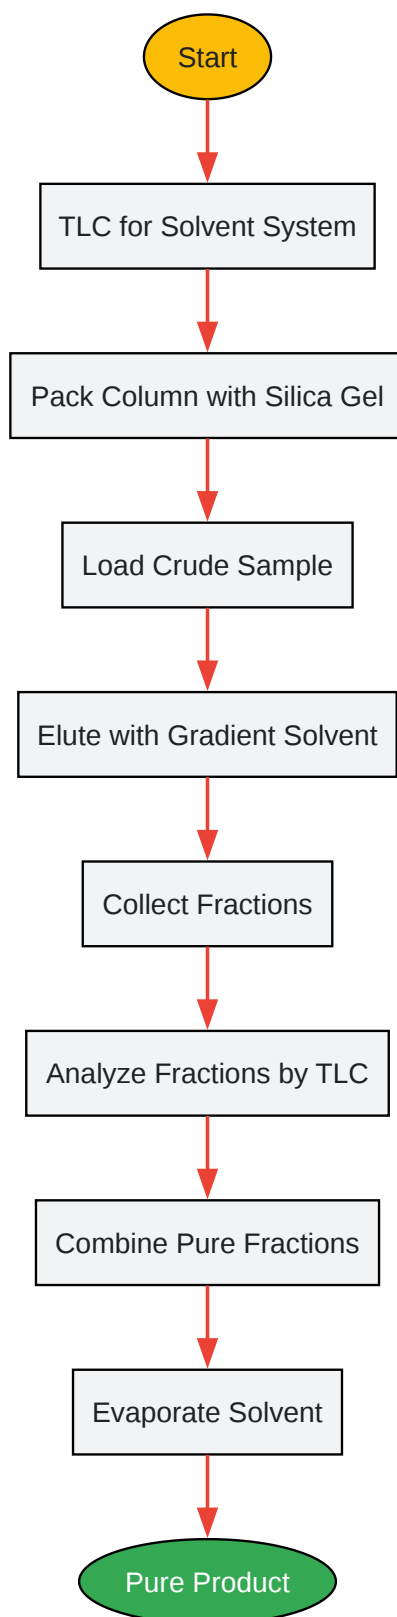 Start
TLC for Solvent System
Pack Column with Silica Gel
Load Crude Sample
Elute with Gradient Solvent
Collect Fractions
Analyze Fractions by TLC
Combine Pure Fractions
Evaporate Solvent
Pure Product